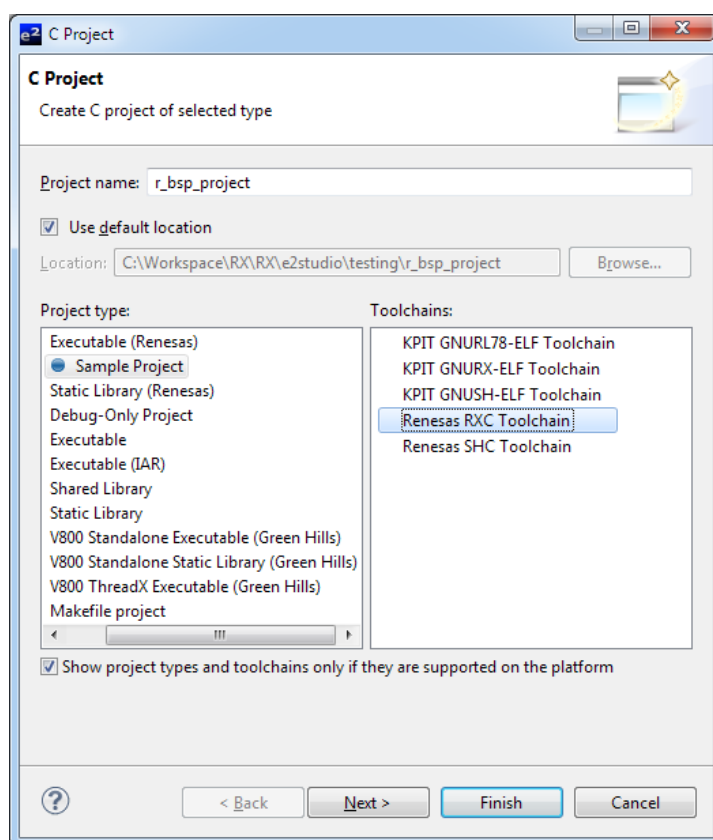 e² C Project
C Project
Create C project of selected type
Project name: r_bsp_project
Use default location
Location: C:\Workspace\RX\RX\e2studio\testing\r_bsp_project Browse...
Project type:
Executable (Renesas)
Sample Project
Static Library (Renesas)
Debug-Only Project
Executable
Executable (IAR)
Shared Library
Static Library
V800 Standalone Executable (Green Hills)
V800 Standalone Static Library (Green Hills)
V800 ThreadX Executable (Green Hills)
Makefile project
Toolchains:
KPIT GNURL78-ELF Toolchain
KPIT GNURX-ELF Toolchain
KPIT GNUSH-ELF Toolchain
Renesas RXC Toolchain
Renesas SHC Toolchain
Show project types and toolchains only if they are supported on the platform
? < Back Next > Finish Cancel